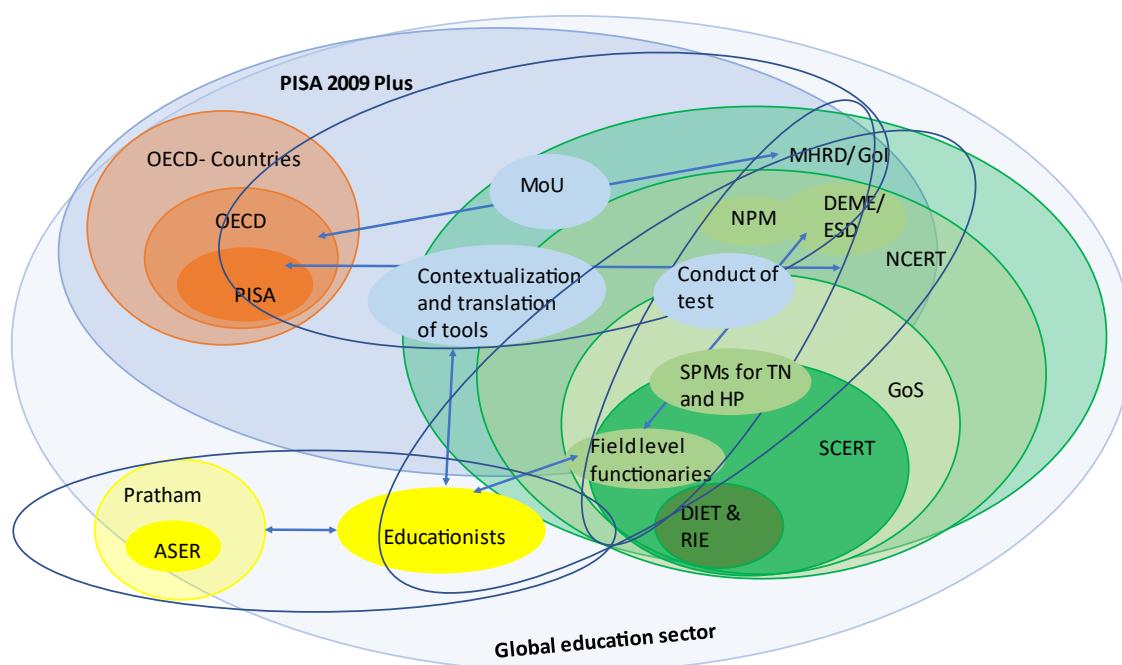 PISA 2009 Plus
OECD- Countries
OECD
PISA
MoU
MHRD/ GoI
NPM
DEME/
ESD
NCERT
Contextualization
and translation
of tools
Conduct of
test
SPMs for TN
and HP
GoS
Field level
functionaries
SCERT
DIET &
RIE
Pratham
ASER
Educationists
Global education sector